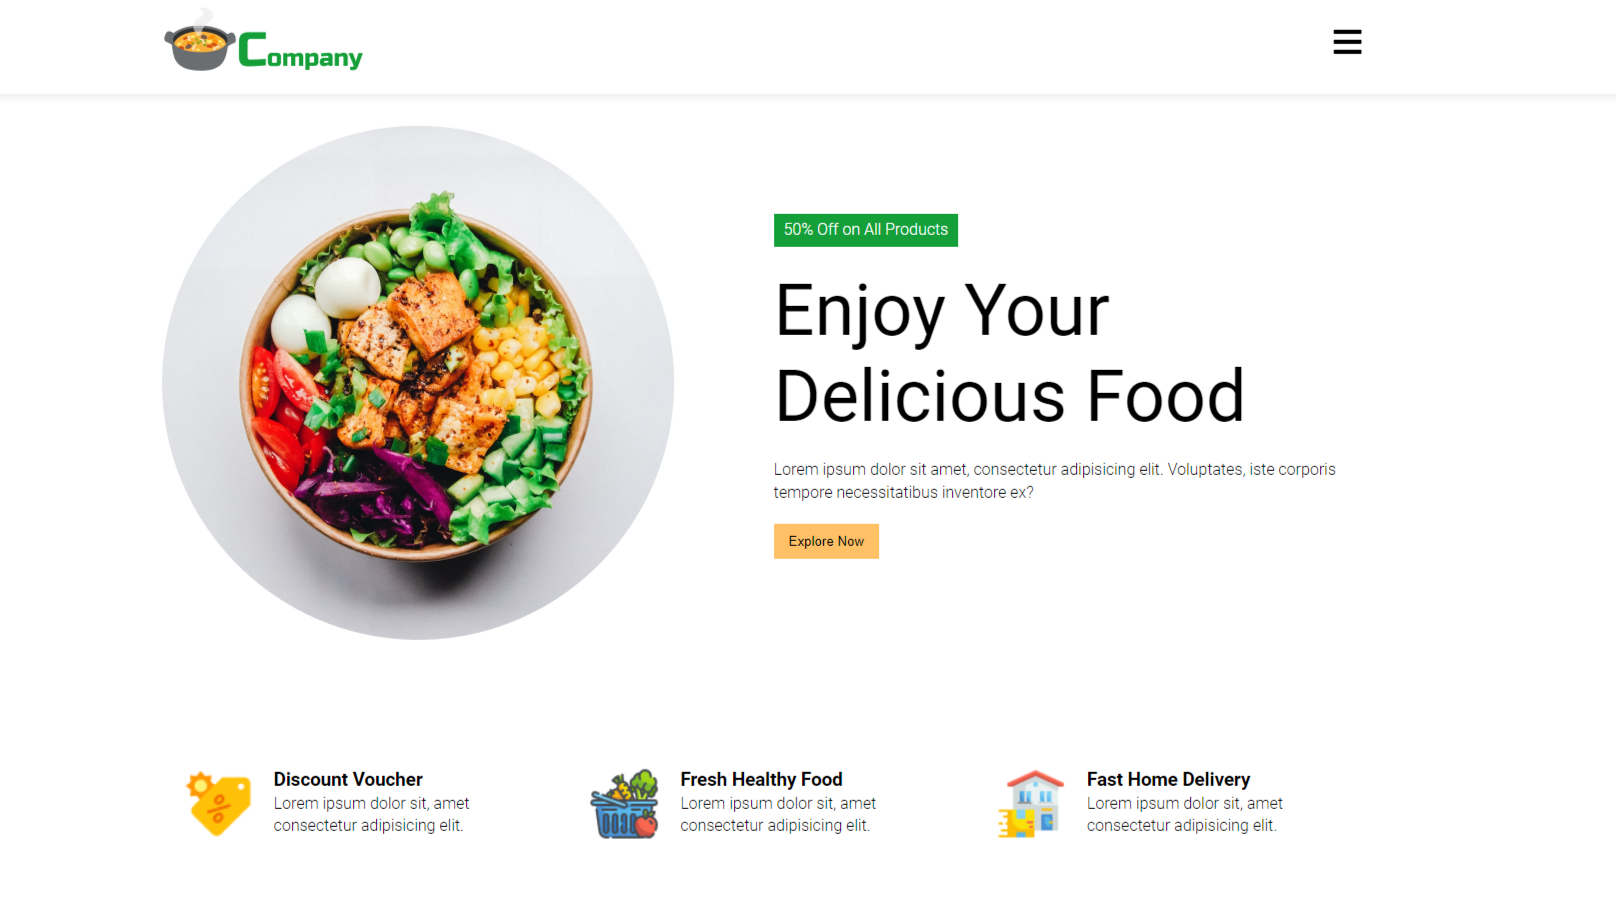 Company
50% Off on All Products
Enjoy Your
Delicious Food
Lorem ipsum dolor sit amet, consectetur adipisicing elit. Voluptates, iste corporis
tempore necessitatibus inventore ex?
Explore Now
Discount Voucher
Lorem ipsum dolor sit, amet
consectetur adipisicing elit.
Fresh Healthy Food
Lorem ipsum dolor sit, amet
consectetur adipisicing elit.
Fast Home Delivery
Lorem ipsum dolor sit, amet
consectetur adipisicing elit.